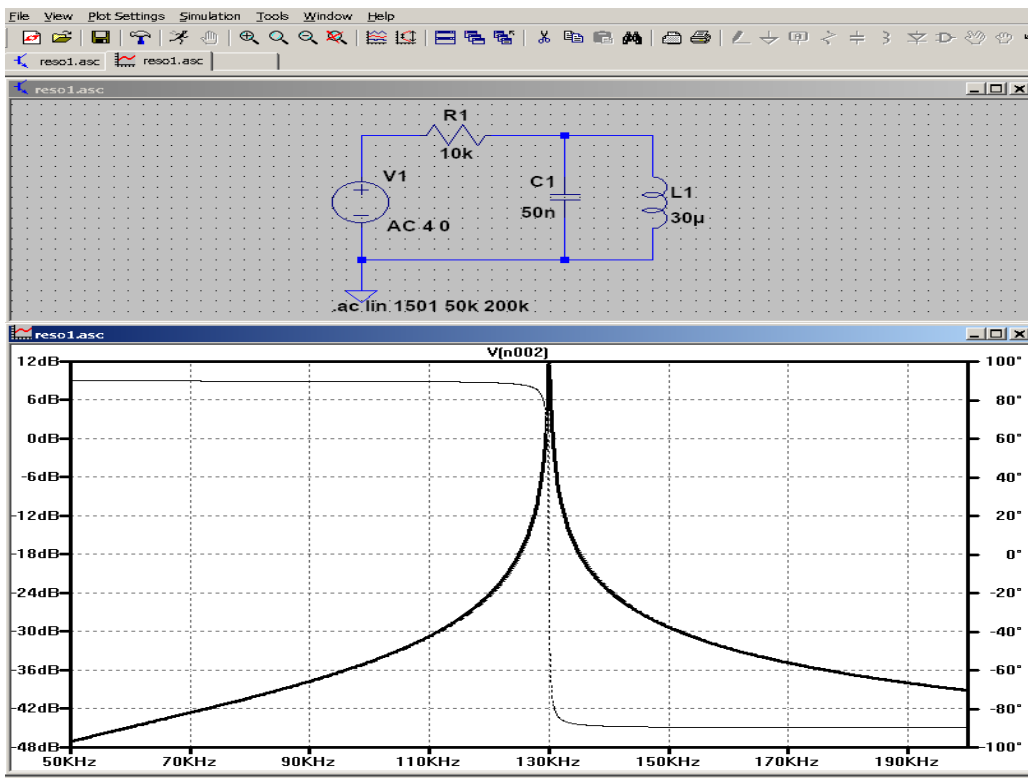 File View Plot Settings Simulation Tools Window Help
reso1.asc reso1.asc
reso1.asc
R1
10k
V1
AC 4 0
C1
50n
L1
30µ
.ac lin 1501 50k 200k
reso1.asc
V(n002)
12dB 100°
6dB 80°
0dB 60°
-6dB 40°
-12dB 20°
-18dB 0°
-24dB -20°
-30dB -40°
-36dB -60°
-42dB -80°
-48dB -100°
50KHz 70KHz 90KHz 110KHz 130KHz 150KHz 170KHz 190KHz